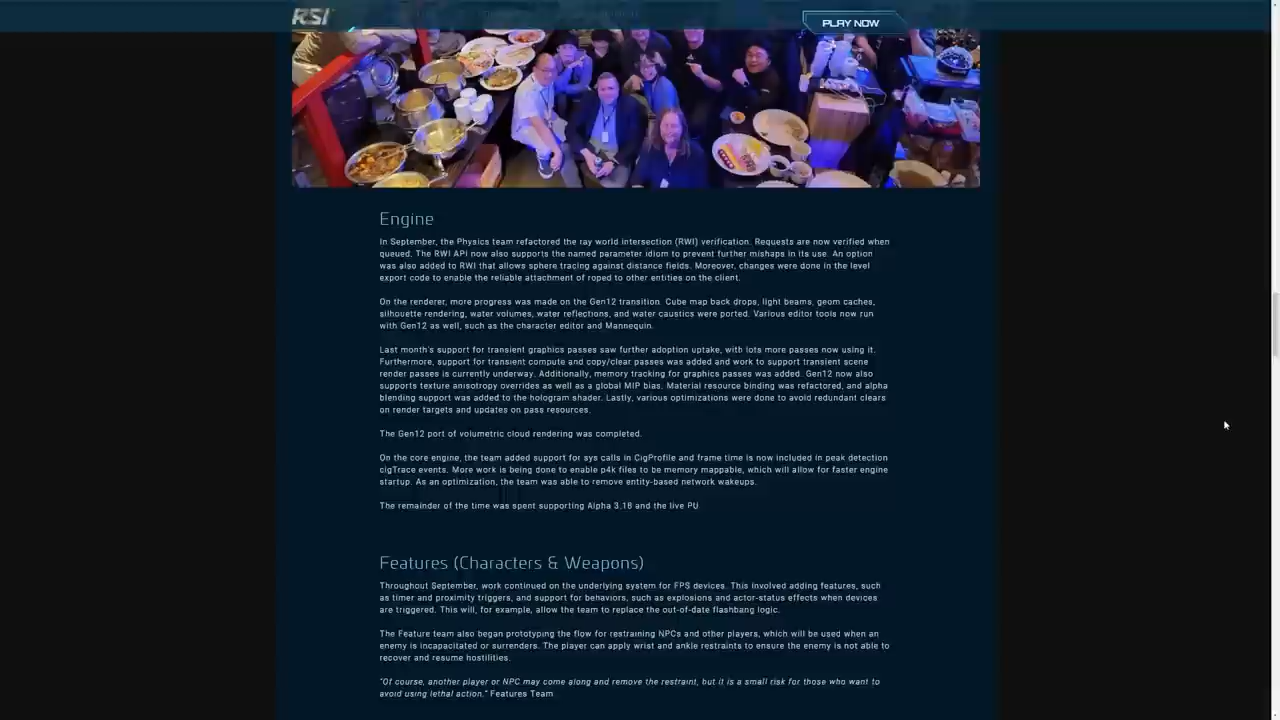 RSI
PLAY NOW
Engine
In September, the Physics team refactored the ray world intersection (RWI) verification. Requests are now verified when
queued. The RWI API now also supports the named parameter idiom to prevent further mishaps in its use. An option
was also added to RWI that allows sphere tracing against distance fields. Moreover, changes were done in the level
export code to enable the reliable attachment of roped to other entities on the client.
On the renderer, more progress was made on the Gen12 transition. Cube map back drops, light beams, geom caches,
silhouette rendering, water volumes, water reflections, and water caustics were ported. Various editor tools now run
with Gen12 as well, such as the character editor and Mannequin.
Last month's support for transient graphics passes saw further adoption uptake, with lots more passes now using it.
Furthermore, support for transient compute and copy/clear passes was added and work to support transient scene
render passes is currently underway. Additionally, memory tracking for graphics passes was added. Gen12 now also
supports texture anisotropy overrides as well as a global MIP bias. Material resource binding was refactored, and alpha
blending support was added to the hologram shader. Lastly, various optimizations were done to avoid redundant clears
on render targets and updates on pass resources.
The Gen12 port of volumetric cloud rendering was completed.
On the core engine, the team added support for sys calls in CigProfile and frame time is now included in peak detection
cigTrace events. More work is being done to enable p4k files to be memory mappable, which will allow for faster engine
startup. As an optimization, the team was able to remove entity-based network wakeups.
The remainder of the time was spent supporting Alpha 3.18 and the live PU
Features (Characters & Weapons)
Throughout September, work continued on the underlying system for FPS devices. This involved adding features, such
as timer and proximity triggers, and support for behaviors, such as explosions and actor-status effects when devices
are triggered. This will, for example, allow the team to replace the out-of-date flashbang logic.
The Feature team also began prototyping the flow for restraining NPCs and other players, which will be used when an
enemy is incapacitated or surrenders. The player can apply wrist and ankle restraints to ensure the enemy is not able to
recover and resume hostilities.
"Of course, another player or NPC may come along and remove the restraint, but it is a small risk for those who want to
avoid using lethal action." Features Team